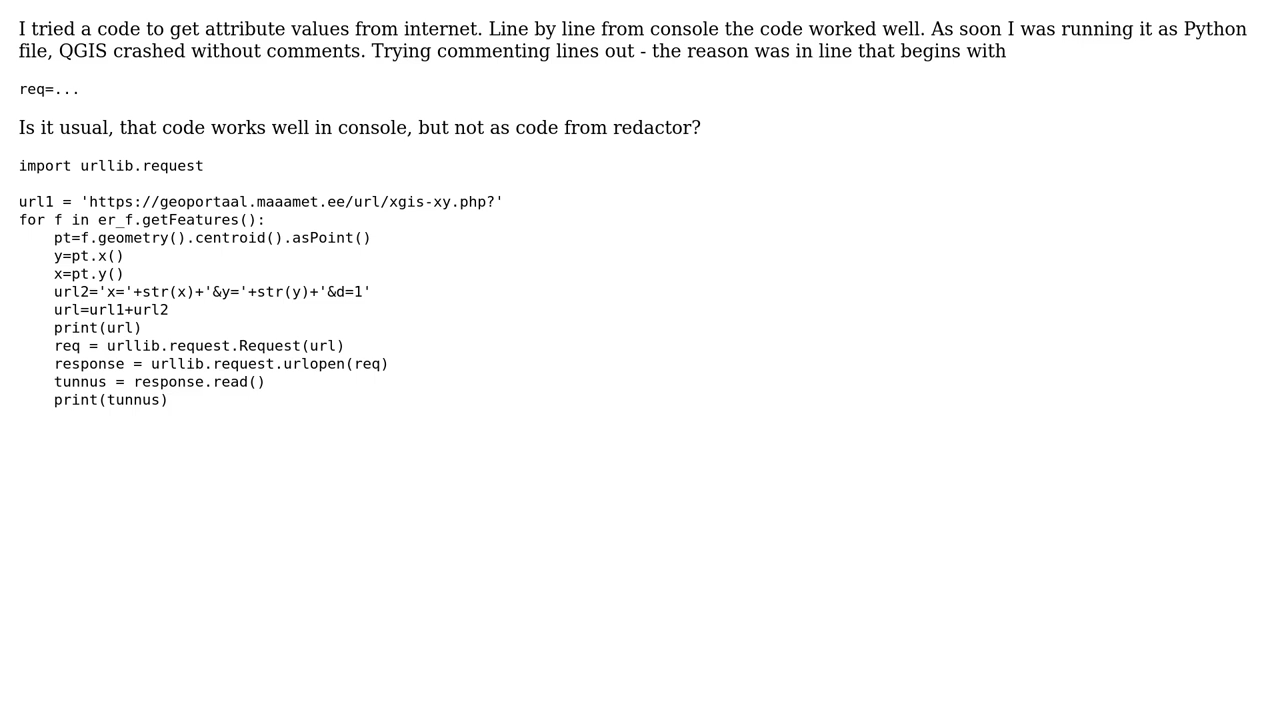 I tried a code to get attribute values from internet. Line by line from console the code worked well. As soon I was running it as Python
file, QGIS crashed without comments. Trying commenting lines out - the reason was in line that begins with
req=...
Is it usual, that code works well in console, but not as code from redactor?
import urllib.request
url1 = 'https://geoportaal.maaamet.ee/url/xgis-xy.php?'
for f in er_f.getFeatures():
    pt=f.geometry().centroid().asPoint()
    y=pt.x()
    x=pt.y()
    url2='x='+str(x)+'&y='+str(y)+'&d=1'
    url=url1+url2
    print(url)
    req = urllib.request.Request(url)
    response = urllib.request.urlopen(req)
    tunnus = response.read()
    print(tunnus)